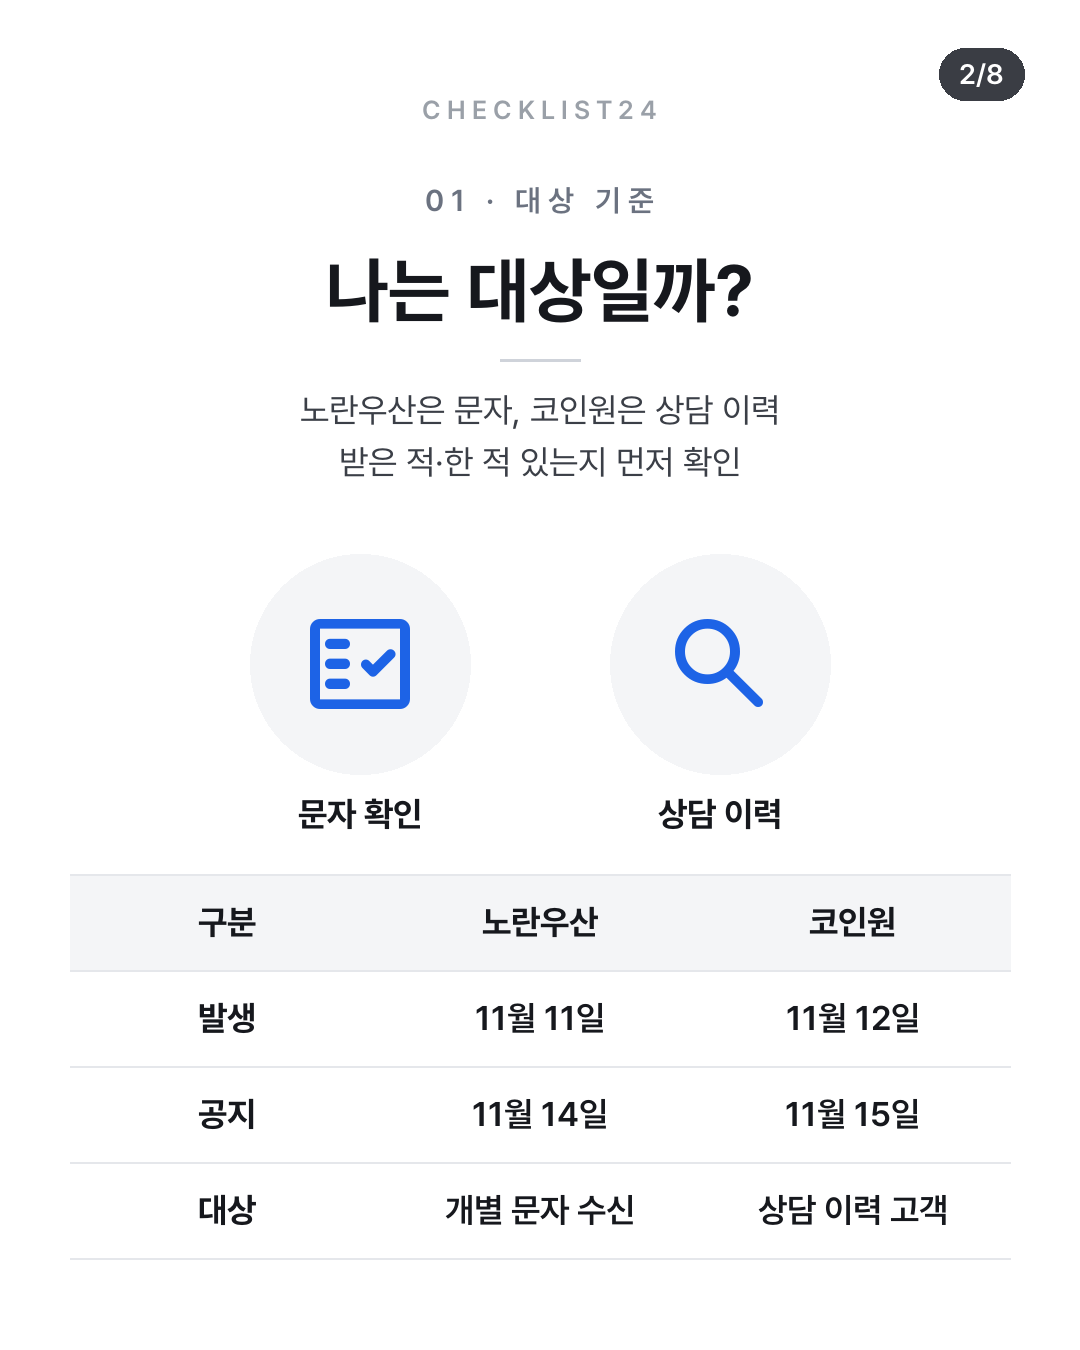 2/8
CHECKLIST24
01 · 대상 기준
나는 대상일까?
노란우산은 문자, 코인원은 상담 이력
받은 적·한 적 있는지 먼저 확인
문자 확인
상담 이력
구분 노란우산 코인원
발생 11월 11일 11월 12일
공지 11월 14일 11월 15일
대상 개별 문자 수신 상담 이력 고객